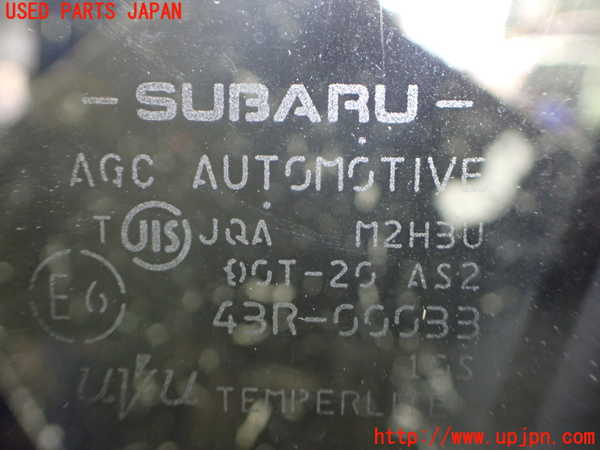 USED PARTS JAPAN
- SUBARU -
AGC AUTOMOTIVE
T JIS JQA M2H3U
DOT-20 AS2
E6 43R-00033
TEMPERLITE
http://www.upjpn.com/